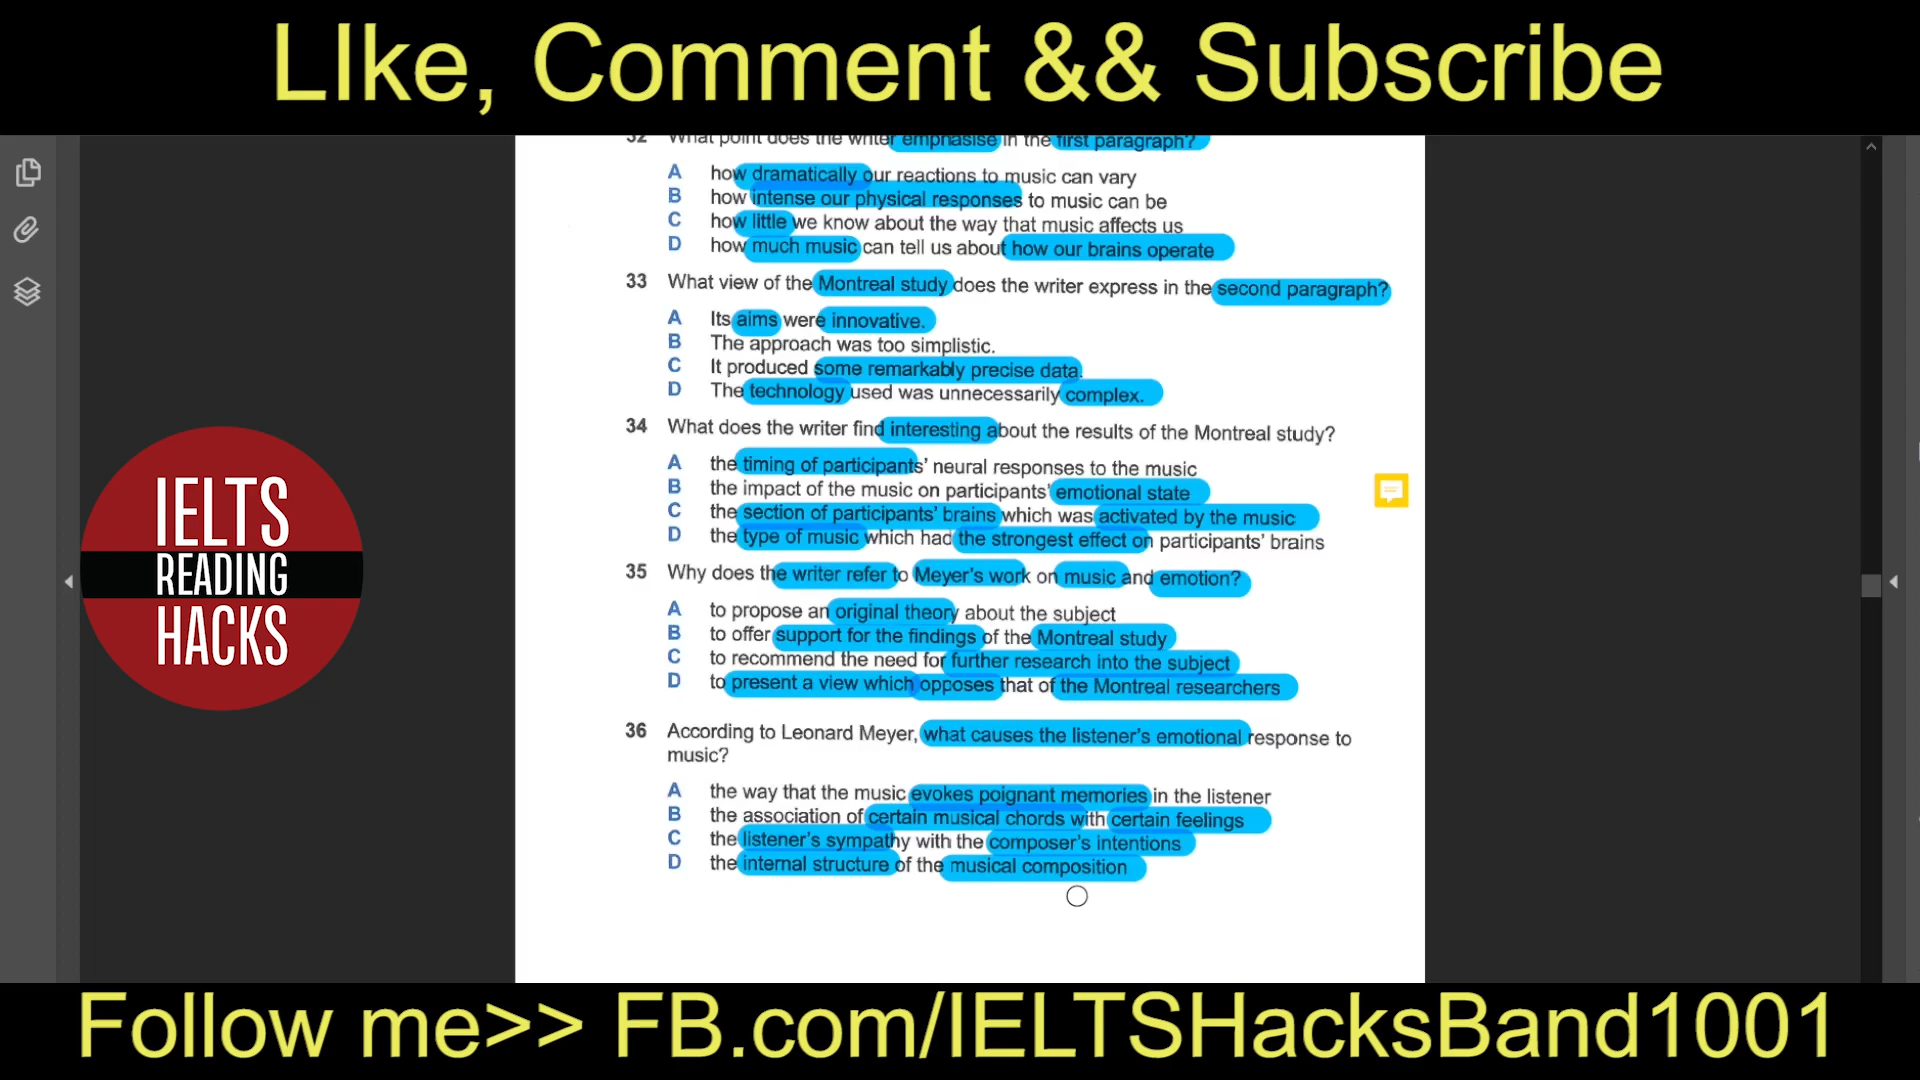 LIke, Comment && Subscribe
32 What point does the writer emphasise in the first paragraph?
A how dramatically our reactions to music can vary
B how intense our physical responses to music can be
C how little we know about the way that music affects us
D how much music can tell us about how our brains operate
33 What view of the Montreal study does the writer express in the second paragraph?
A Its aims were innovative.
B The approach was too simplistic.
C It produced some remarkably precise data.
D The technology used was unnecessarily complex.
34 What does the writer find interesting about the results of the Montreal study?
A the timing of participants' neural responses to the music
B the impact of the music on participants' emotional state
C the section of participants' brains which was activated by the music
D the type of music which had the strongest effect on participants' brains
35 Why does the writer refer to Meyer's work on music and emotion?
A to propose an original theory about the subject
B to offer support for the findings of the Montreal study
C to recommend the need for further research into the subject
D to present a view which opposes that of the Montreal researchers
36 According to Leonard Meyer, what causes the listener's emotional response to
music?
A the way that the music evokes poignant memories in the listener
B the association of certain musical chords with certain feelings
C the listener's sympathy with the composer's intentions
D the internal structure of the musical composition
IELTS
READING
HACKS
Follow me>> FB.com/IELTSHacksBand1001